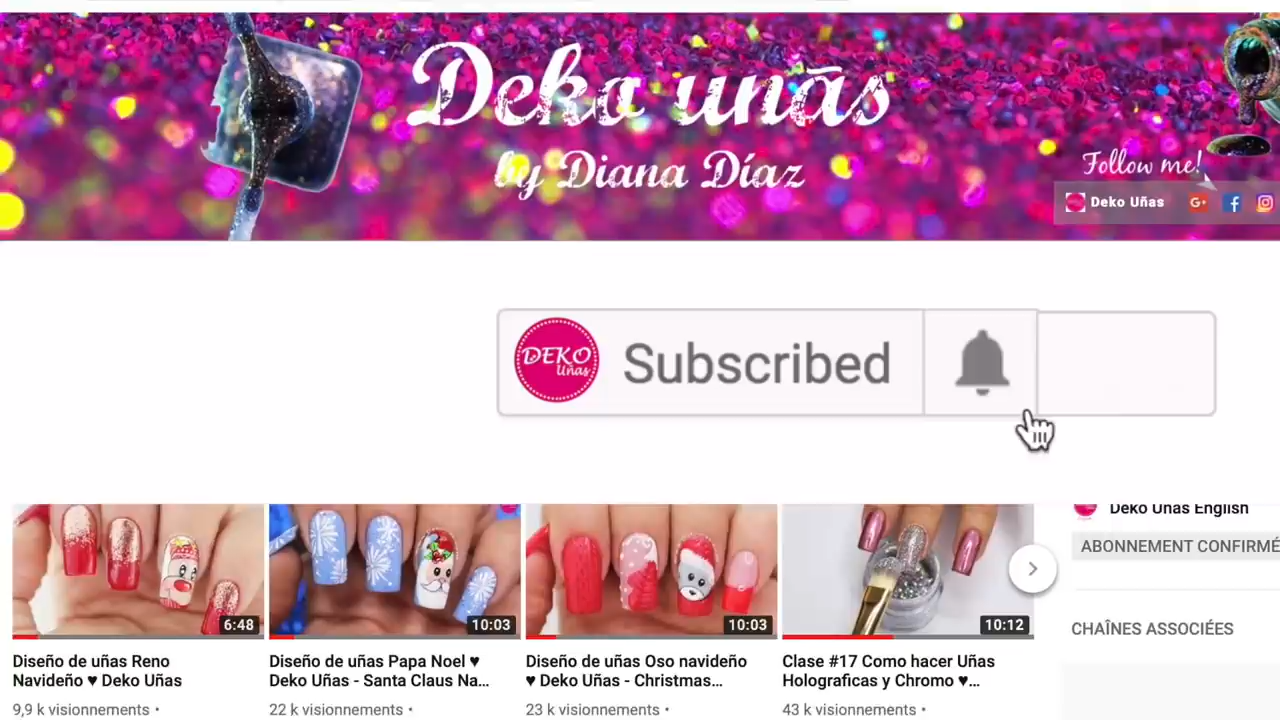 Deko unās
by Diana Díaz
Follow me!
Deko Uñas
G+
DEKO
Uñas
Subscribed
6:48
10:03
10:03
10:12
Deko Unas English
ABONNEMENT CONFIRMÉ
CHAÎNES ASSOCIÉES
Diseño de uñas Reno
Navideño ♥ Deko Uñas
9,9 k visionnements •
Diseño de uñas Papa Noel ♥
Deko Uñas - Santa Claus Na...
22 k visionnements •
Diseño de uñas Oso navideño
♥ Deko Uñas - Christmas...
23 k visionnements •
Clase #17 Como hacer Uñas
Holograficas y Chromo ♥...
43 k visionnements •